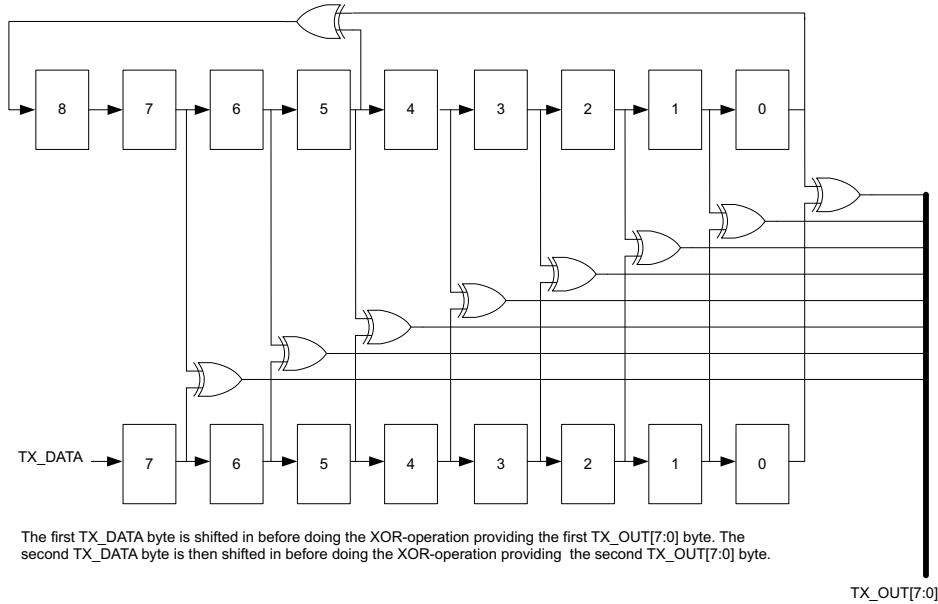 8 7 6 5 4 3 2 1 0
TX_DATA 7 6 5 4 3 2 1 0
The first TX_DATA byte is shifted in before doing the XOR-operation providing the first TX_OUT[7:0] byte. The
second TX_DATA byte is then shifted in before doing the XOR-operation providing the second TX_OUT[7:0] byte.
TX_OUT[7:0]